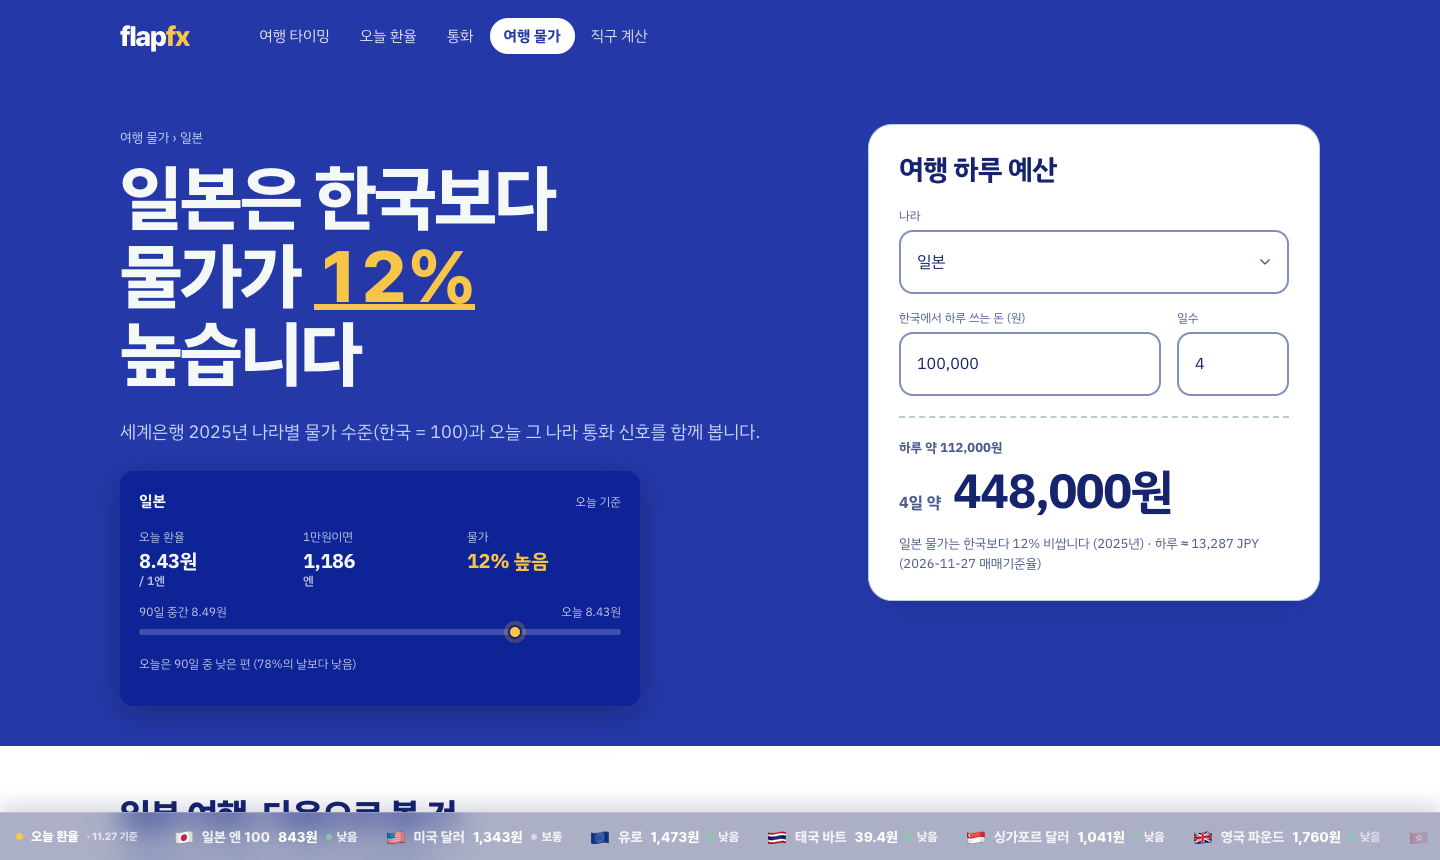 flapfx
여행 타이밍
오늘 환율
통화
여행 물가
직구 계산
여행 물가 › 일본
일본은 한국보다
물가가 12%
높습니다
세계은행 2025년 나라별 물가 수준(한국 = 100)과 오늘 그 나라 통화 신호를 함께 봅니다.
일본
오늘 기준
오늘 환율
8.43원
/ 1엔
1만원이면
1,186
엔
물가
12% 높음
90일 중간 8.49원
오늘 8.43원
오늘은 90일 중 낮은 편 (78%의 날보다 낮음)
여행 하루 예산
나라
일본
한국에서 하루 쓰는 돈 (원)
100,000
일수
4
하루 약 112,000원
4일 약 448,000원
일본 물가는 한국보다 12% 비쌉니다 (2025년) · 하루 ≈ 13,287 JPY
(2026-11-27 매매기준율)
일본 여행, 다음으로 볼 것
오늘 환율 · 11.27 기준
일본 엔 100 843원 낮음
미국 달러 1,343원 보통
유로 1,473원 낮음
태국 바트 39.4원 낮음
싱가포르 달러 1,041원 낮음
영국 파운드 1,760원 낮음